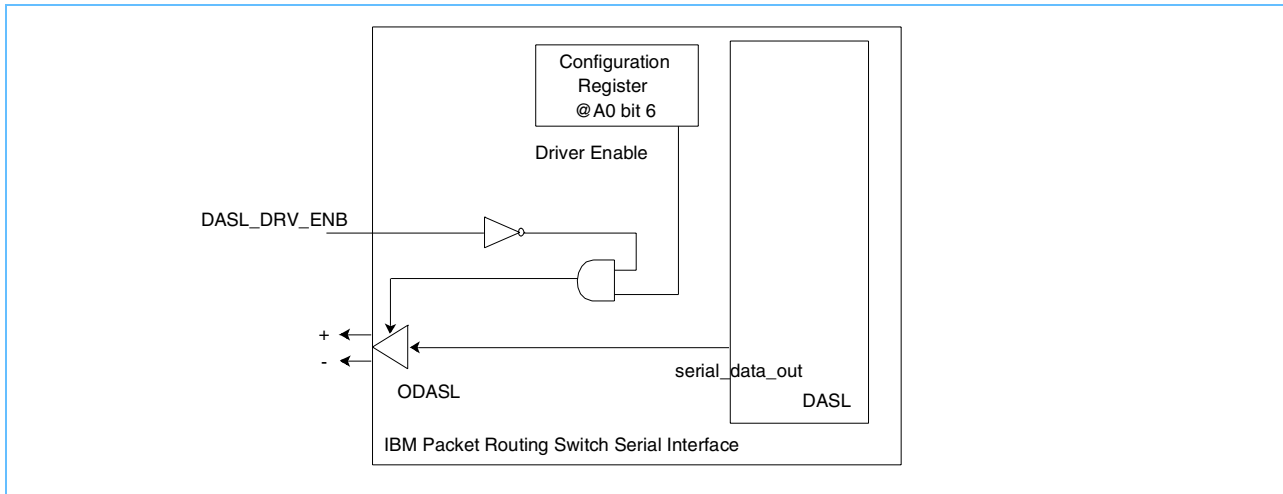 Configuration
Register
@A0 bit 6
Driver Enable
DASL_DRV_ENB
+
-
serial_data_out
ODASL
DASL
IBM Packet Routing Switch Serial Interface